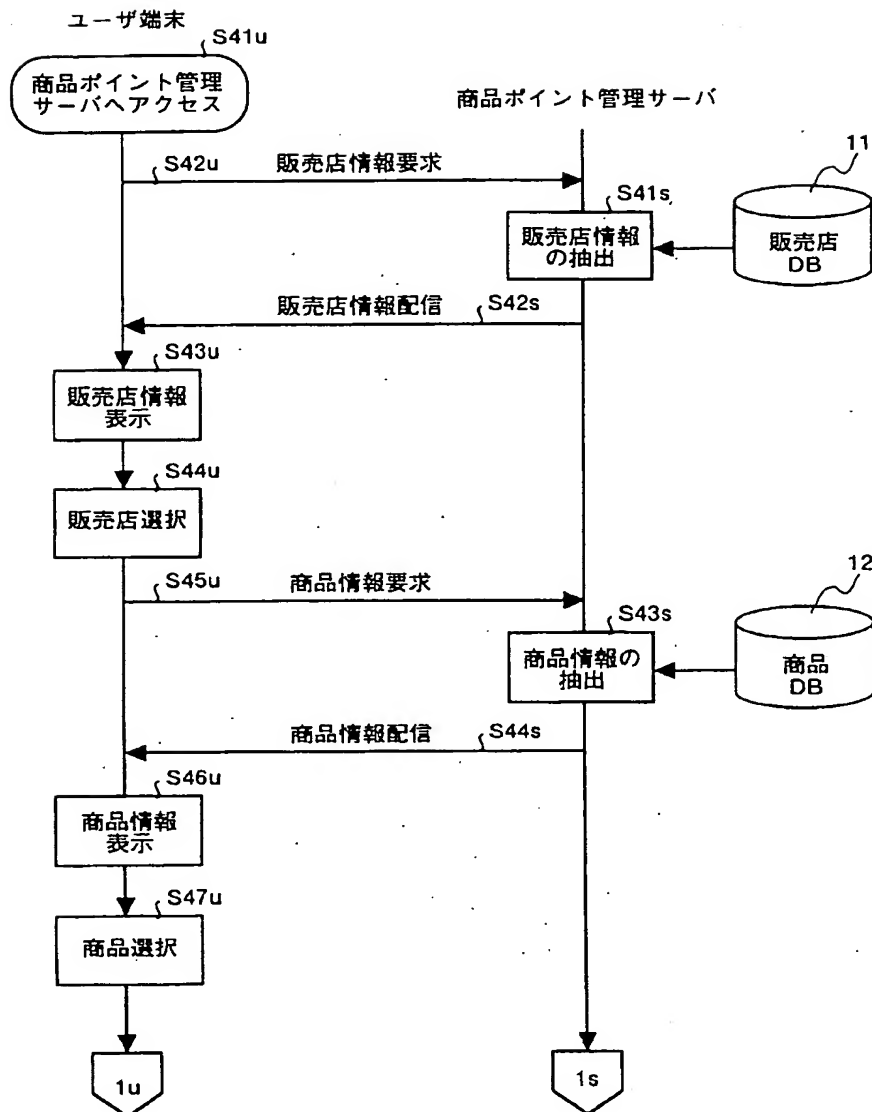 ユーザ端末
S41u
商品ポイント管理
サーバへアクセス
商品ポイント管理サーバ
S42u
販売店情報要求
11
S41s
販売店情報
の抽出
販売店
DB
販売店情報配信
S42s
S43u
販売店情報
表示
S44u
販売店選択
S45u
商品情報要求
12
S43s
商品情報の
抽出
商品
DB
商品情報配信
S44s
S46u
商品情報
表示
S47u
商品選択
1u
1s